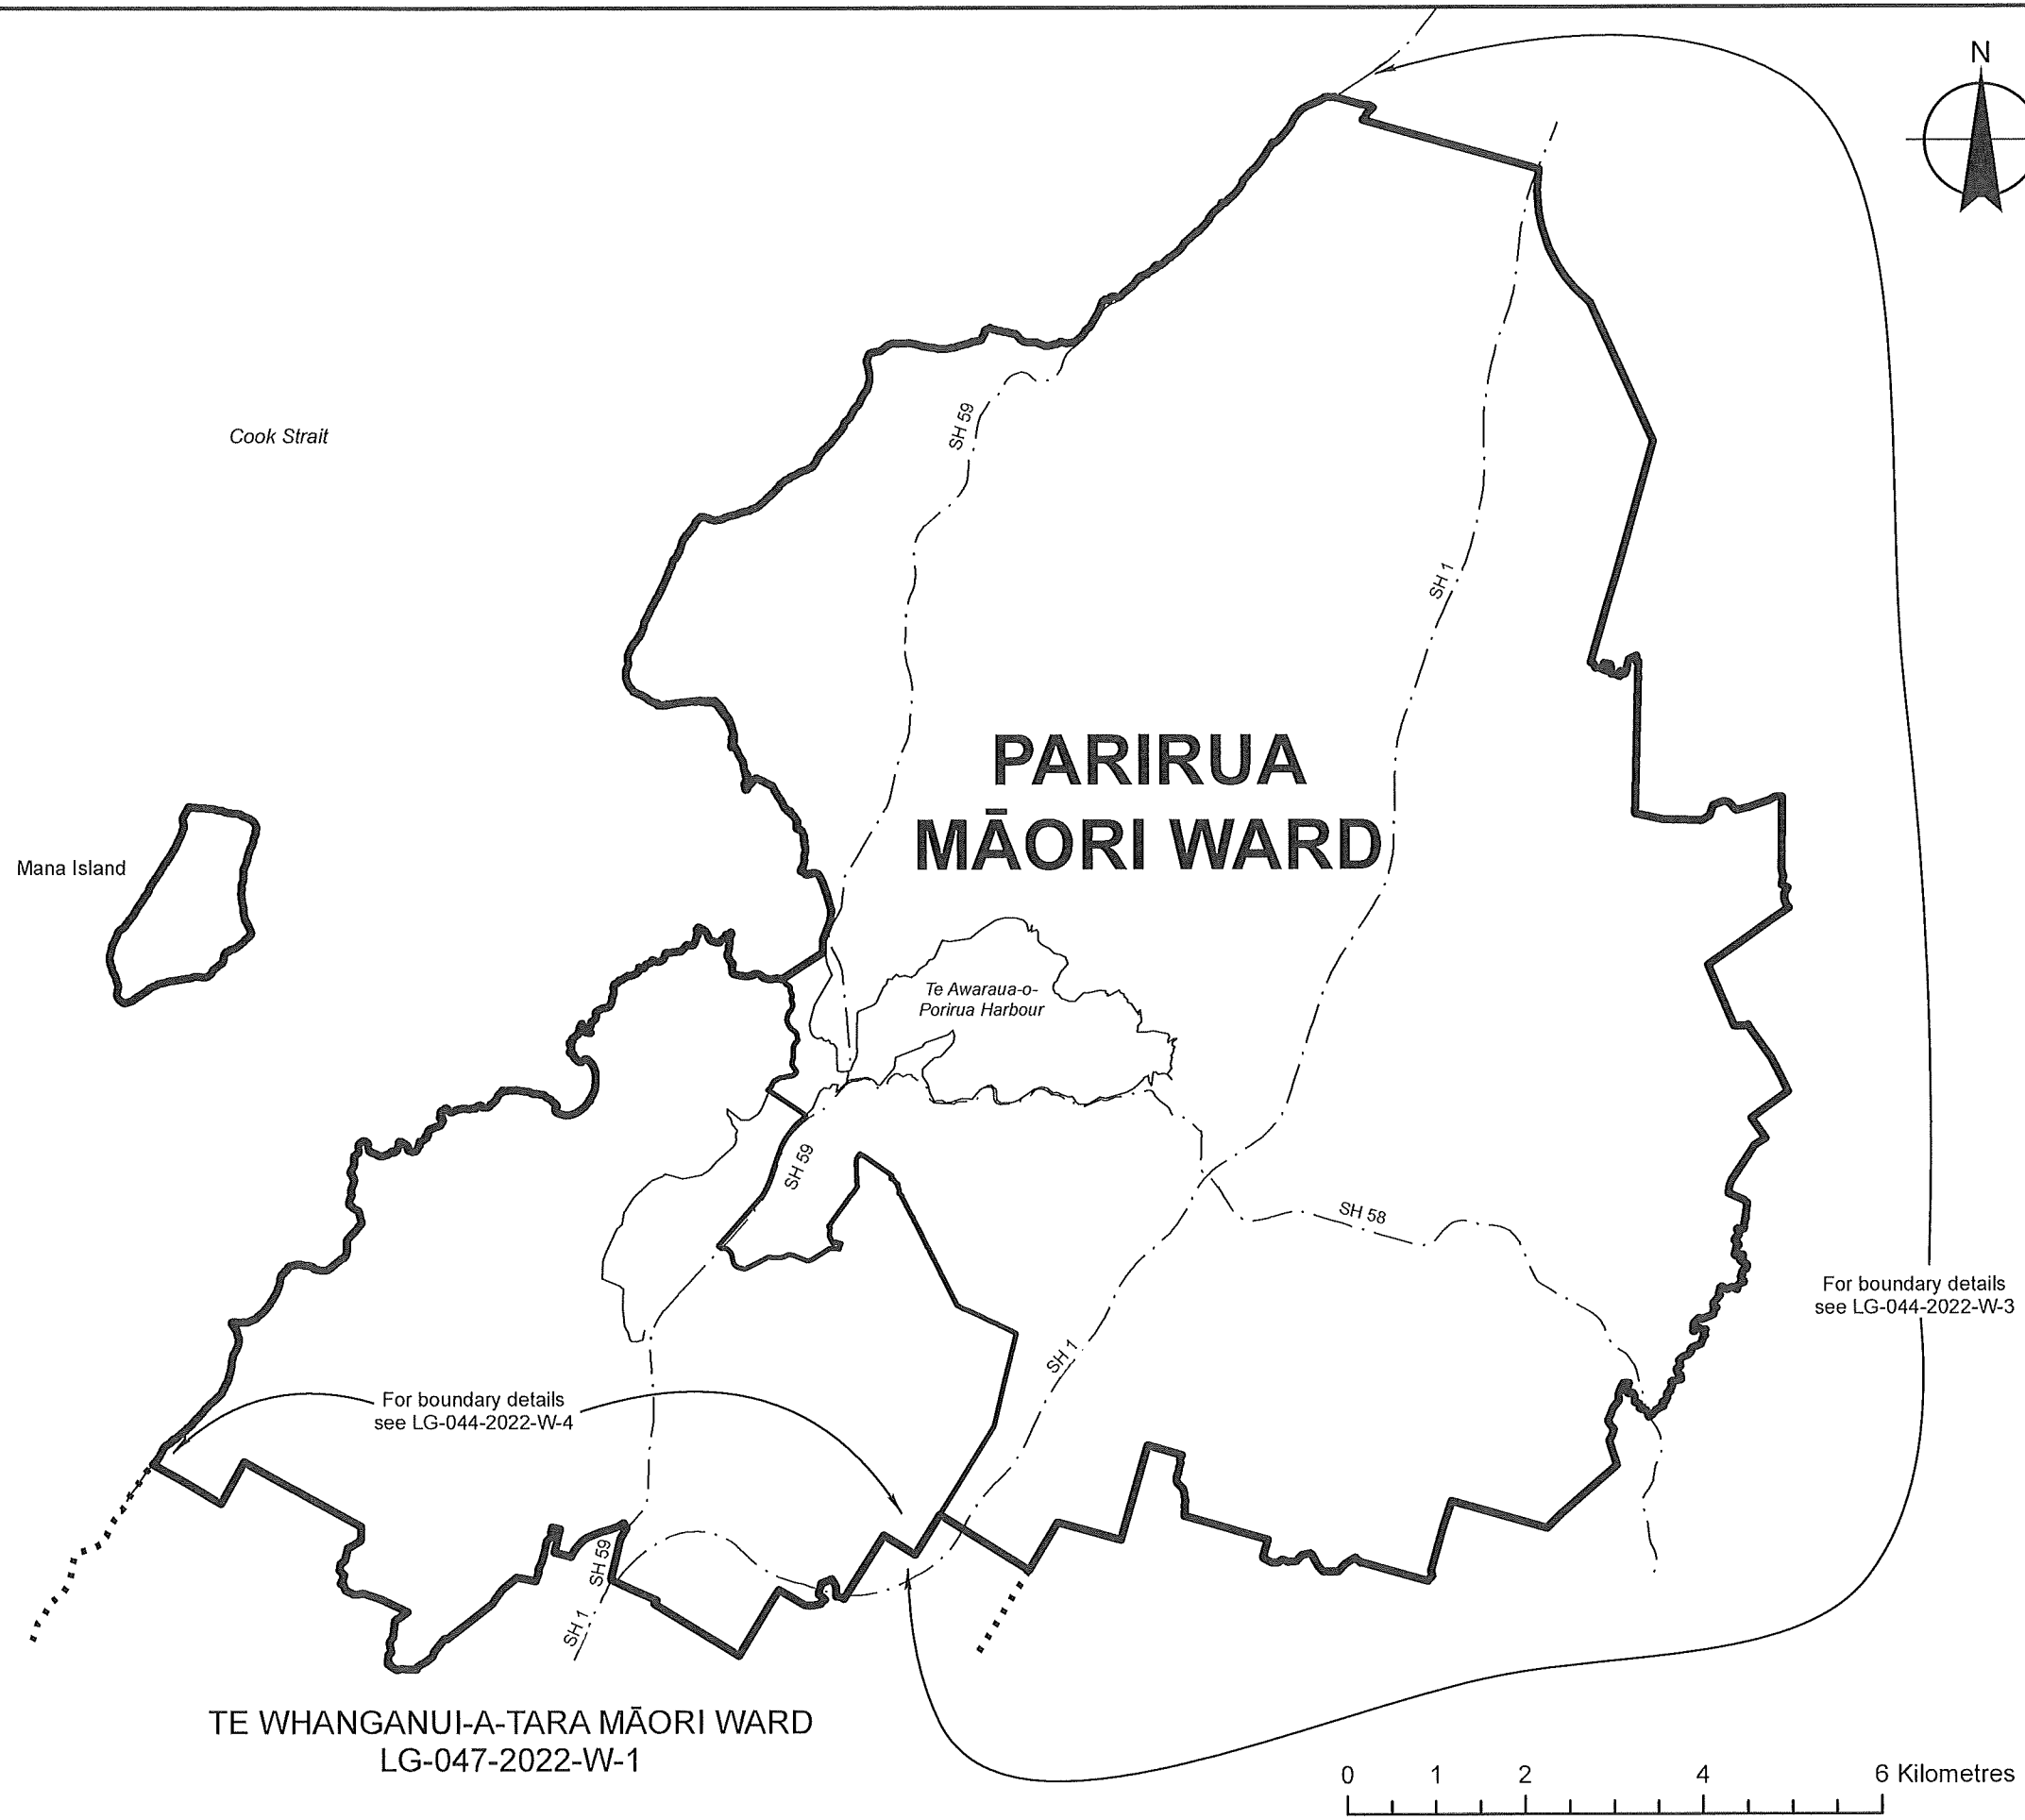 N
Cook Strait
SH 59
SH 1
PARIRUA
MĀORI WARD
Mana Island
Te Awaraua-o-
Porirua Harbour
SH 59
SH 58
For boundary details
see LG-044-2022-W-3
SH 1
For boundary details
see LG-044-2022-W-4
SH 59
SH 1
TE WHANGANUI-A-TARA MĀORI WARD
LG-047-2022-W-1
0 1 2 4 6 Kilometres